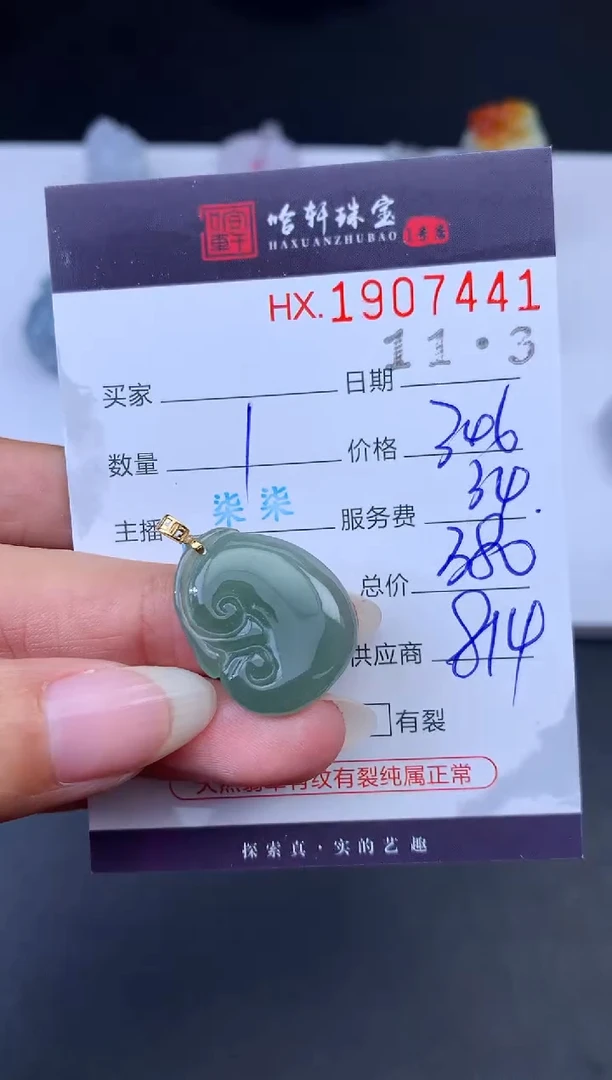 哈轩珠宝
HAXUANZHUBAO
HX.1907441
11·3
买家 日期
数量 1 价格 346
34
主播 柒柒 服务费
380
总价
814
供应商
有裂
天然翡翠有纹有裂纯属正常
探索真·实的艺趣